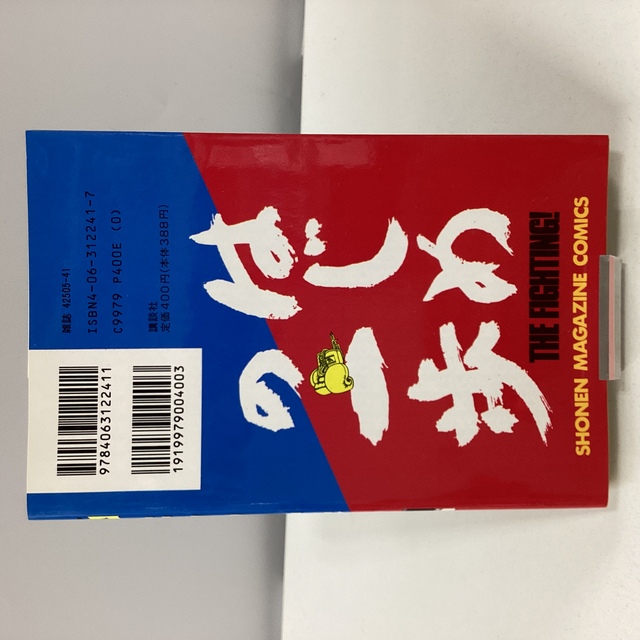 雑誌 42505-41
ISBN4-06-312241-7
C9979 P400E (0)
講談社
定価400円(本体388円)
9784063122411
1919979004003
はじめ
の一歩
THE FIGHTING!
SHONEN MAGAZINE COMICS